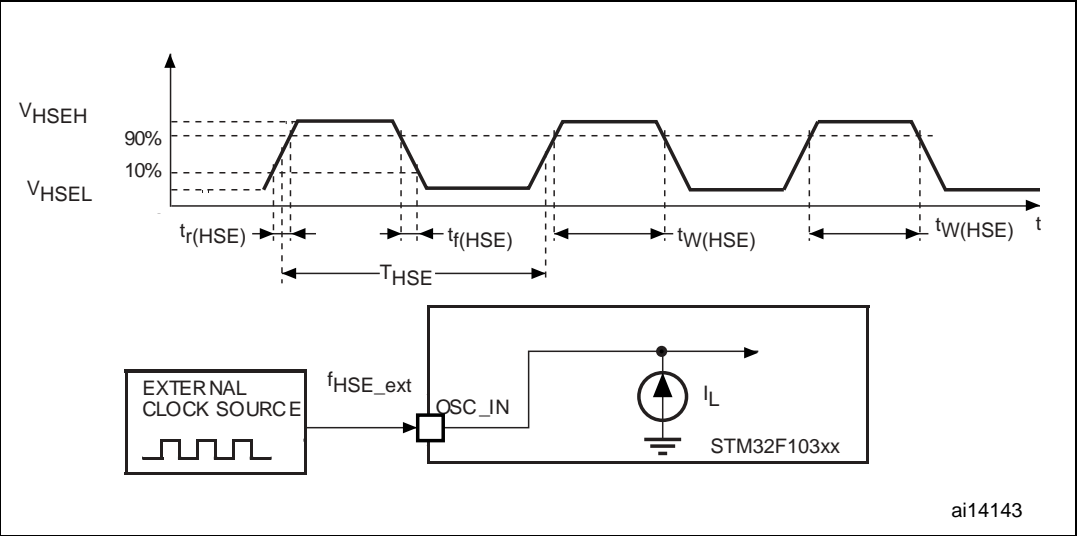 VHSEH
90%
10%
VHSEL
tr(HSE)
tf(HSE)
tW(HSE)
tW(HSE)
t
THSE
EXTERNAL
CLOCK SOURCE
fHSE_ext
OSC_IN
IL
STM32F103xx
ai14143